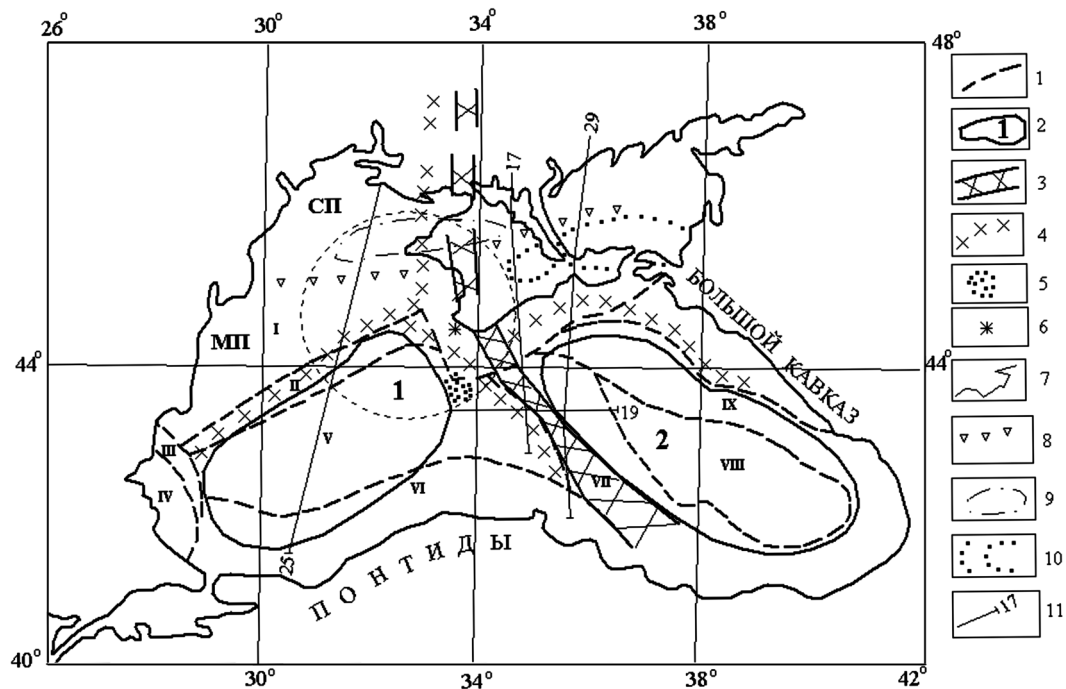 26° 30° 34° 38° 48°
1
29
1 2
17
3
СП
4
БОЛЬШОЙ КАВКАЗ
5
МП I
6
44° 44°
II 1 7
IX
19
2 8
V
III VIII
VI VII
IV 9
10
25
ПОНТИДЫ
17 11
40° 30° 34° 38° 42°